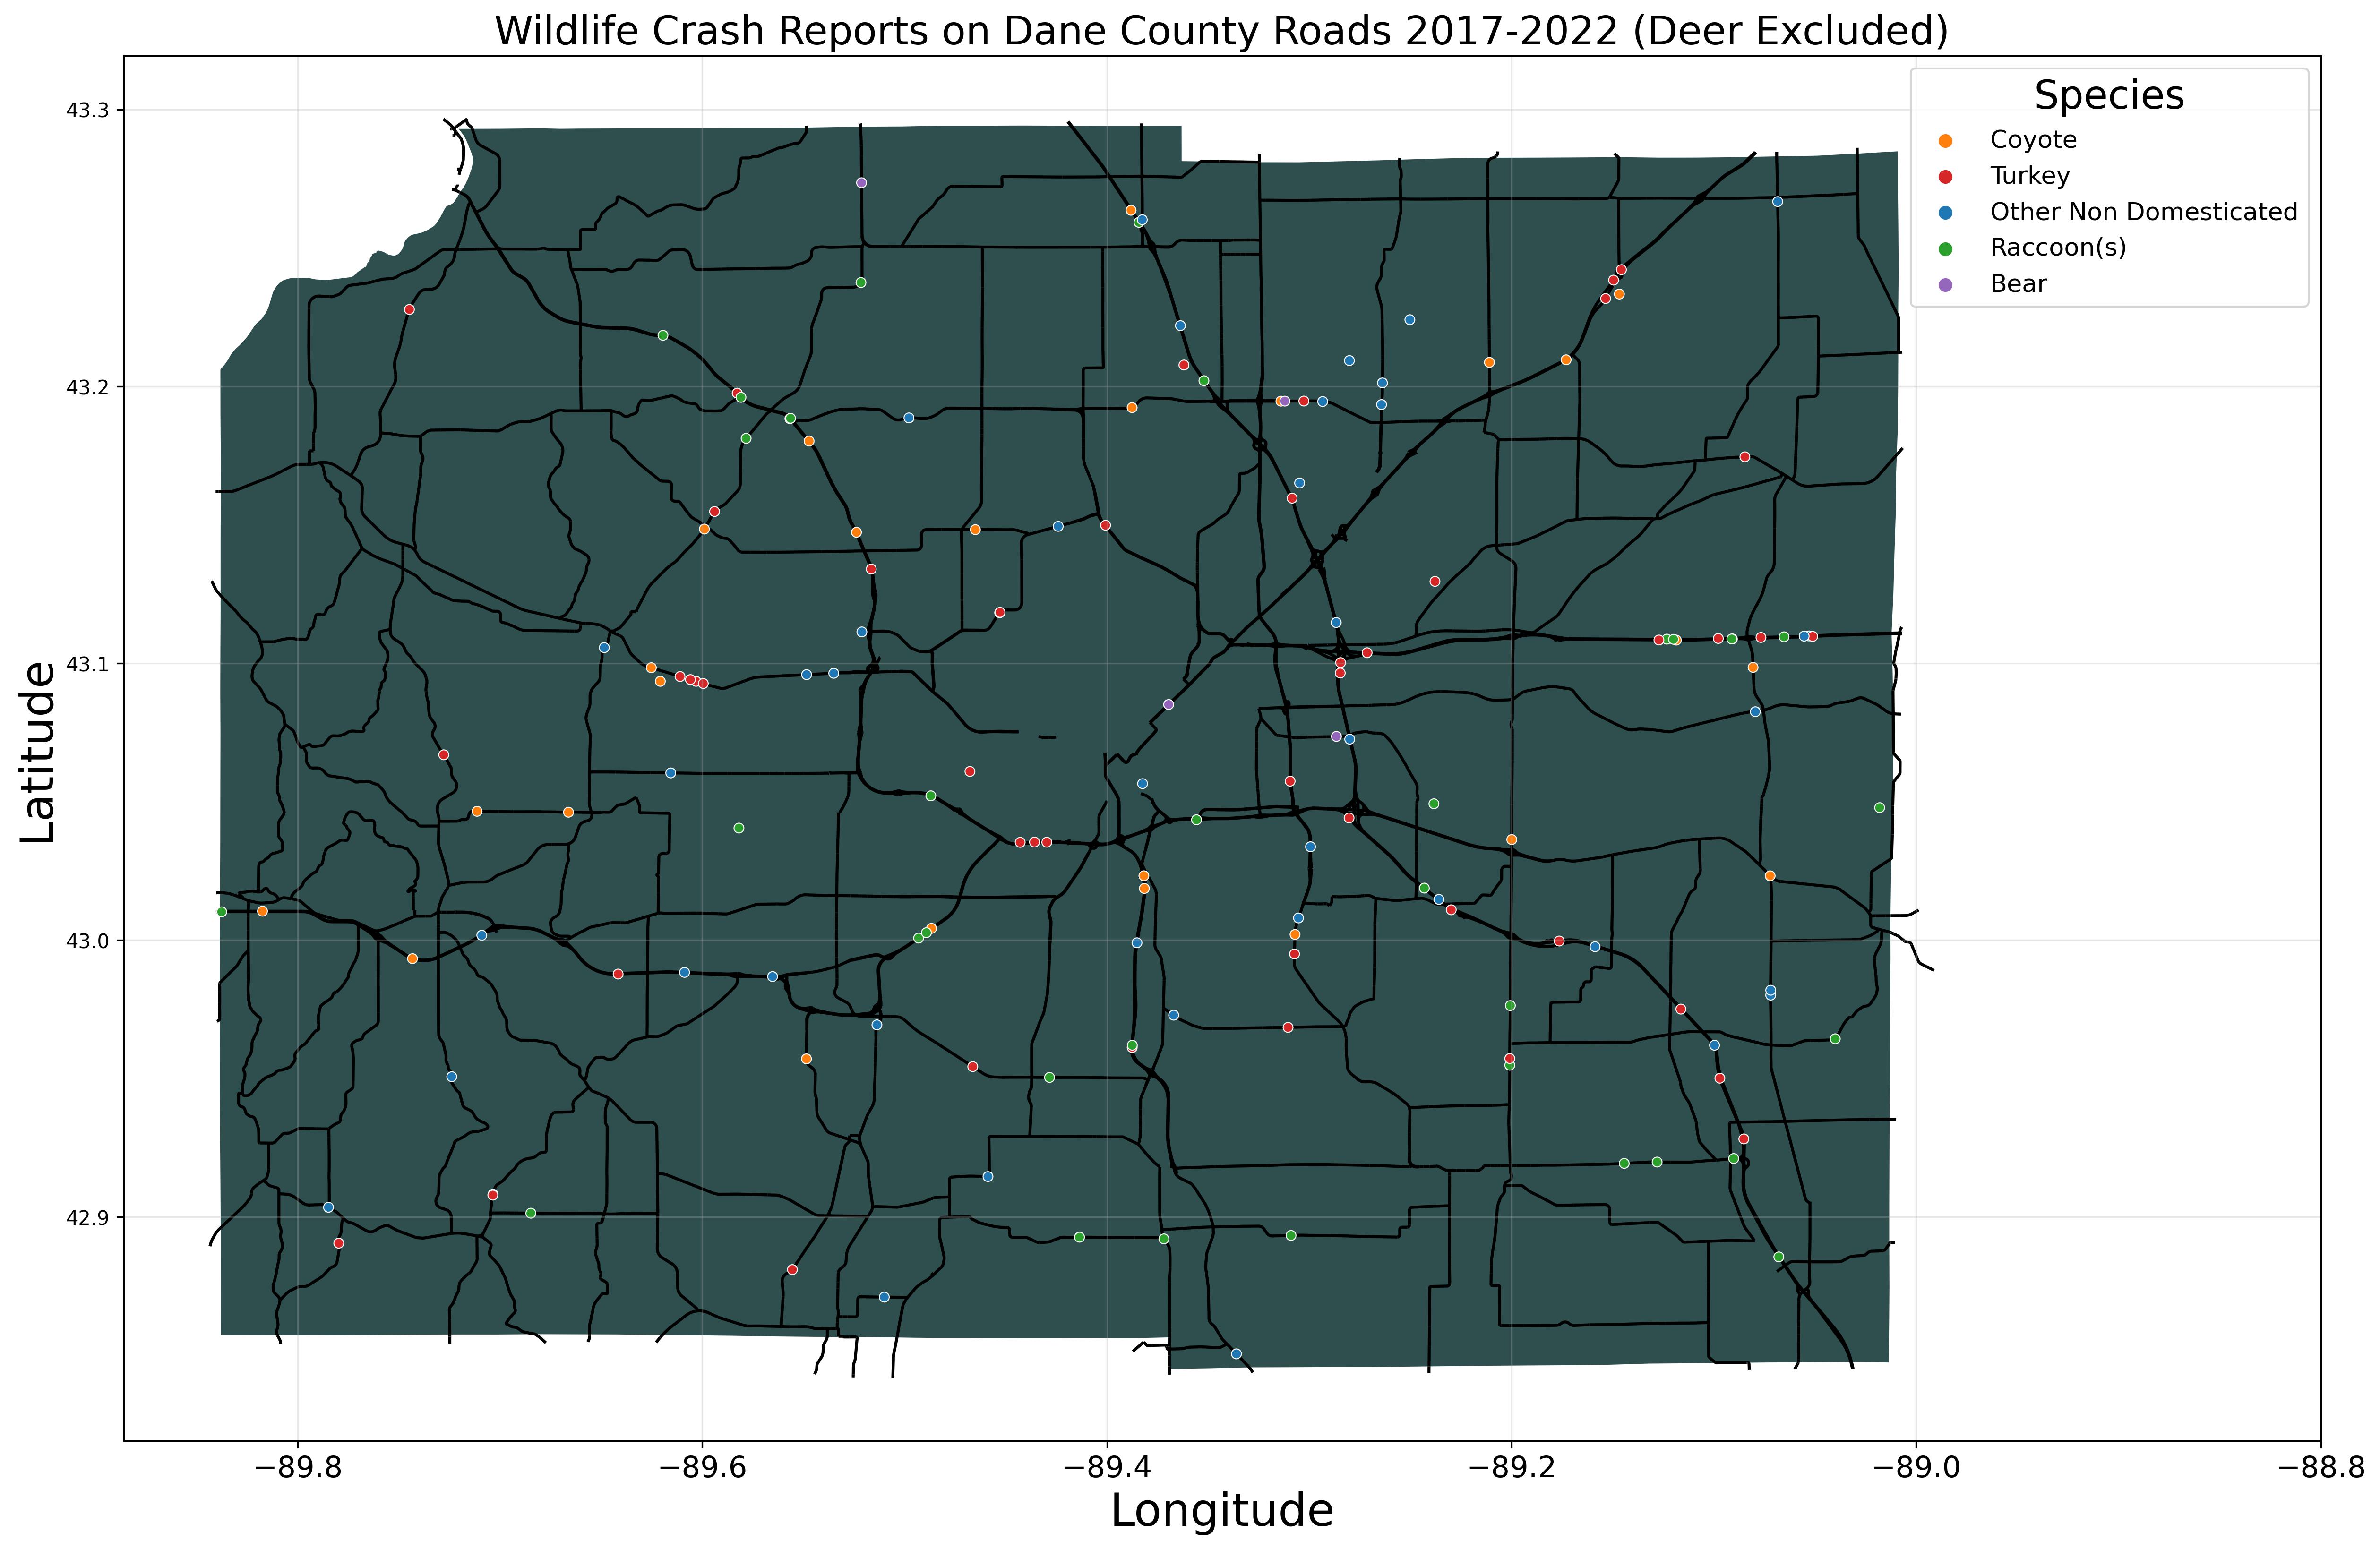 Wildlife Crash Reports on Dane County Roads 2017-2022 (Deer Excluded)
Species
Coyote
Turkey
Other Non Domesticated
Raccoon(s)
Bear
43.3
43.2
43.1
43.0
42.9
Latitude
−89.8
−89.6
−89.4
−89.2
−89.0
−88.8
Longitude